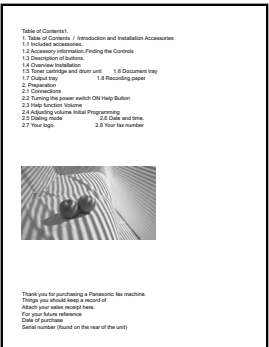 Table of Contents1.
1. Table of Contents / Introduction and Installation Accessories
1.1 Included accessories.
1.2 Accessory information Finding the Controls
1.3 Description of buttons.
1.4 Overview Installation
1.5 Toner cartridge and drum unit 1.6 Document tray
1.7 Output tray 1.8 Recording paper
2. Preparation
2.1 Connections
2.2 Turning the power switch ON Help Button
2.3 Help function Volume
2.4 Adjusting volume Initial Programming
2.5 Dialing mode 2.6 Date and time.
2.7 Your logo. 2.8 Your fax number
Thank you for purchasing a Panasonic fax machine.
Things you should keep a record of
Attach your sales receipt here.
For your future reference
Date of purchase
Serial number (found on the rear of the unit)